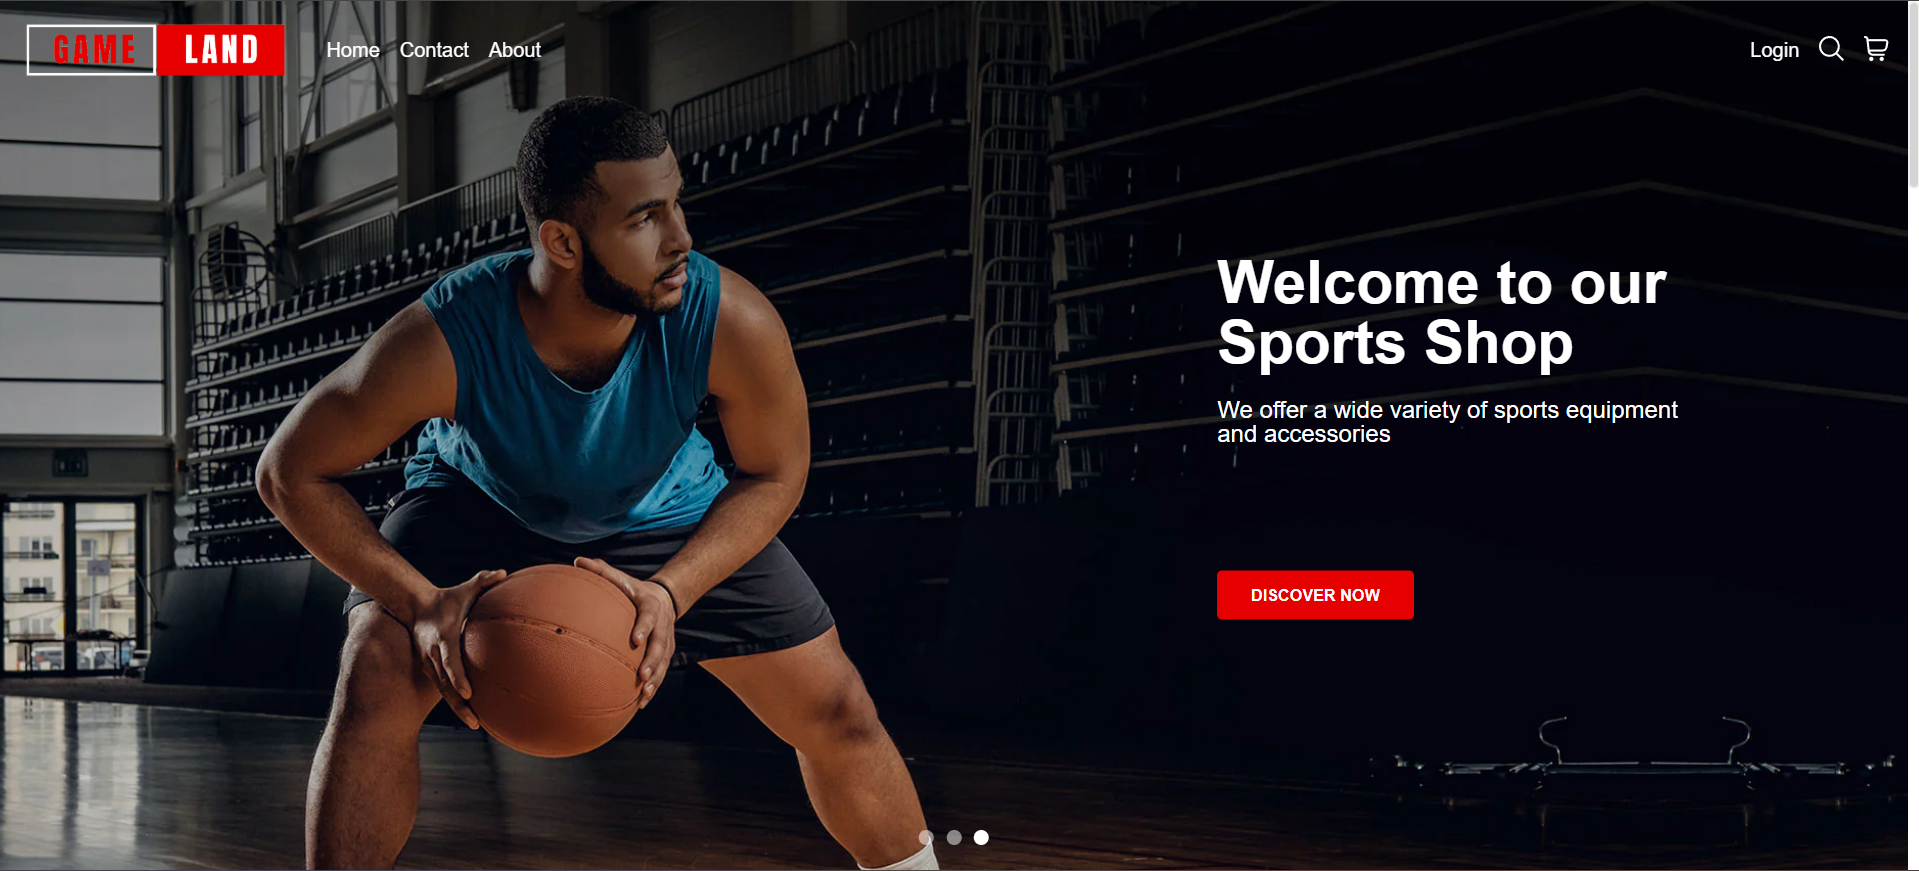 GAME LAND
Home Contact About
Login
Welcome to our
Sports Shop
We offer a wide variety of sports equipment
and accessories
DISCOVER NOW